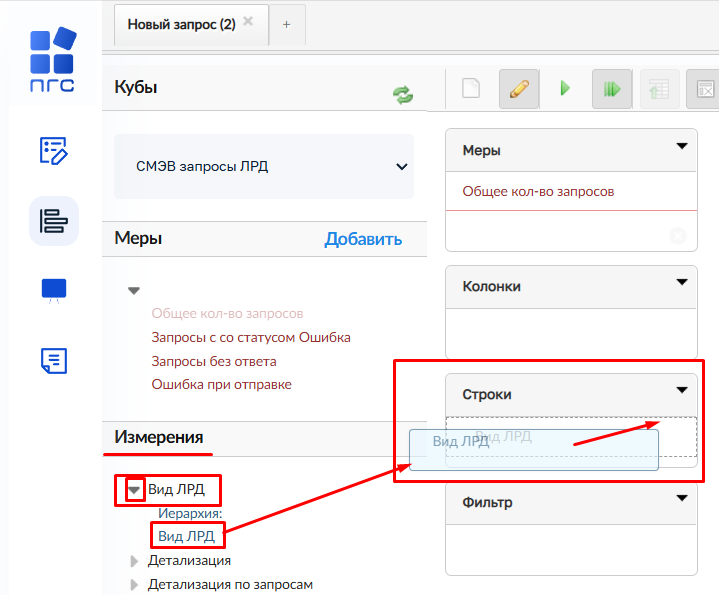 Новый запрос (2)
+
пгс
Кубы
СМЭВ запросы ЛРД
Меры
Добавить
Общее кол-во запросов
Запросы с со статусом Ошибка
Запросы без ответа
Ошибка при отправке
Измерения
Вид ЛРД
Иерархия:
Вид ЛРД
Детализация
Детализация по запросам
Меры
Общее кол-во запросов
Колонки
Строки
Вид ЛРД
Вид ЛРД
Фильтр